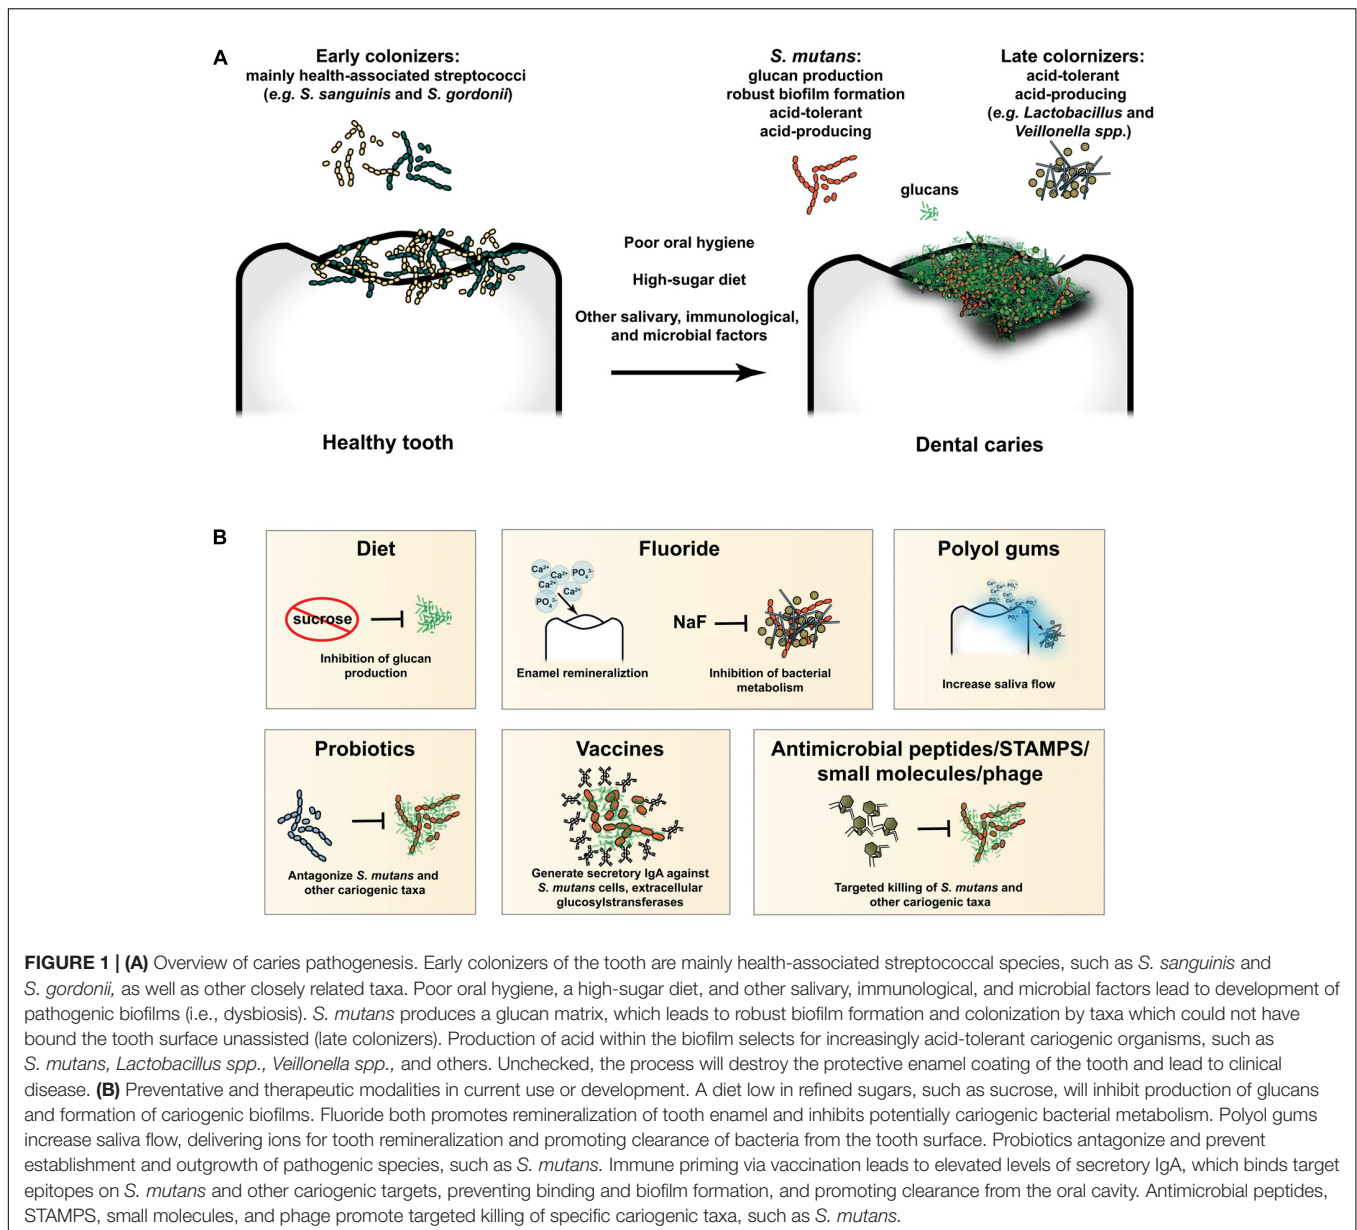 A
Early colonizers:
mainly health-associated streptococci
(e.g. S. sanguinis and S. gordonii)
S. mutans:
glucan production
robust biofilm formation
acid-tolerant
acid-producing
Late colornizers:
acid-tolerant
acid-producing
(e.g. Lactobacillus and
Veillonella spp.)
glucans
Poor oral hygiene
High-sugar diet
Other salivary, immunological,
and microbial factors
Healthy tooth
Dental caries
B
Diet
sucrose
Inhibition of glucan
production
Fluoride
Ca²⁺
Ca²⁺
PO₄³⁻
Ca²⁺
Ca²⁺
PO₄³⁻
Enamel remineraliztion
NaF
Inhibition of bacterial
metabolism
Polyol gums
Increase saliva flow
Probiotics
Antagonize S. mutans and
other cariogenic taxa
Vaccines
Generate secretory IgA against
S. mutans cells, extracellular
glucosylstransferases
Antimicrobial peptides/STAMPS/
small molecules/phage
Targeted killing of S. mutans and
other cariogenic taxa
FIGURE 1 | (A) Overview of caries pathogenesis. Early colonizers of the tooth are mainly health-associated streptococcal species, such as S. sanguinis and
S. gordonii, as well as other closely related taxa. Poor oral hygiene, a high-sugar diet, and other salivary, immunological, and microbial factors lead to development of
pathogenic biofilms (i.e., dysbiosis). S. mutans produces a glucan matrix, which leads to robust biofilm formation and colonization by taxa which could not have
bound the tooth surface unassisted (late colonizers). Production of acid within the biofilm selects for increasingly acid-tolerant cariogenic organisms, such as
S. mutans, Lactobacillus spp., Veillonella spp., and others. Unchecked, the process will destroy the protective enamel coating of the tooth and lead to clinical
disease. (B) Preventative and therapeutic modalities in current use or development. A diet low in refined sugars, such as sucrose, will inhibit production of glucans
and formation of cariogenic biofilms. Fluoride both promotes remineralization of tooth enamel and inhibits potentially cariogenic bacterial metabolism. Polyol gums
increase saliva flow, delivering ions for tooth remineralization and promoting clearance of bacteria from the tooth surface. Probiotics antagonize and prevent
establishment and outgrowth of pathogenic species, such as S. mutans. Immune priming via vaccination leads to elevated levels of secretory IgA, which binds target
epitopes on S. mutans and other cariogenic targets, preventing binding and biofilm formation, and promoting clearance from the oral cavity. Antimicrobial peptides,
STAMPS, small molecules, and phage promote targeted killing of specific cariogenic taxa, such as S. mutans.